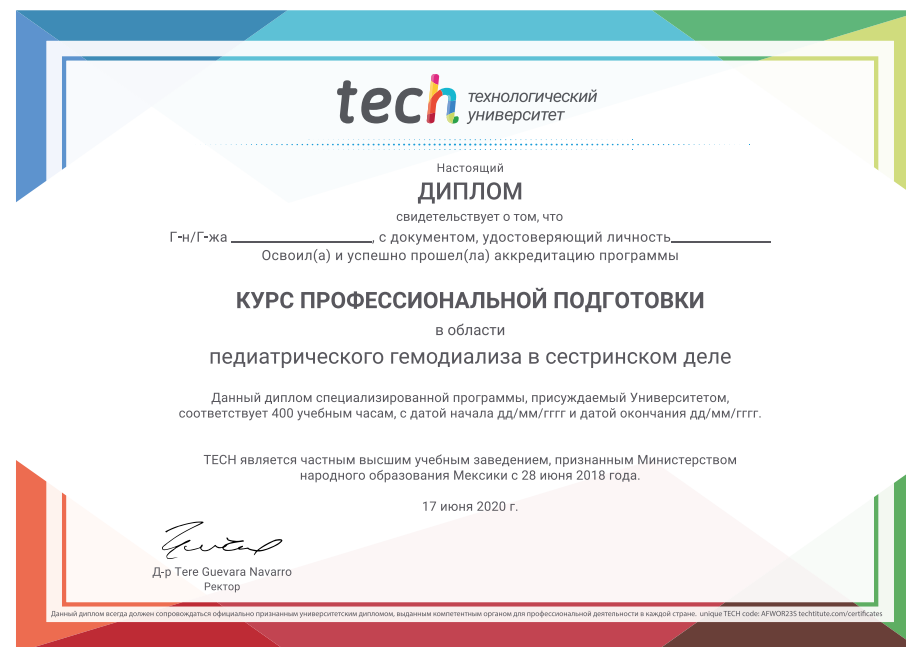 tech технологический
университет
Настоящий
ДИПЛОМ
свидетельствует о том, что
Г-н/Г-жа ____________________, с документом, удостоверяющий личность______________
Освоил(а) и успешно прошел(ла) аккредитацию программы
КУРС ПРОФЕССИОНАЛЬНОЙ ПОДГОТОВКИ
в области
педиатрического гемодиализа в сестринском деле
Данный диплом специализированной программы, присуждаемый Университетом,
соответствует 400 учебным часам, с датой начала дд/мм/гггг и датой окончания дд/мм/гггг.
TECH является частным высшим учебным заведением, признанным Министерством
народного образования Мексики с 28 июня 2018 года.
17 июня 2020 г.
Д-р Tere Guevara Navarro
Ректор
Данный диплом всегда должен сопровождаться официально признанным университетским дипломом, выданным компетентным органом для профессиональной деятельности в каждой стране. unique TECH code: AFWOR23S techtitute.com/certificates